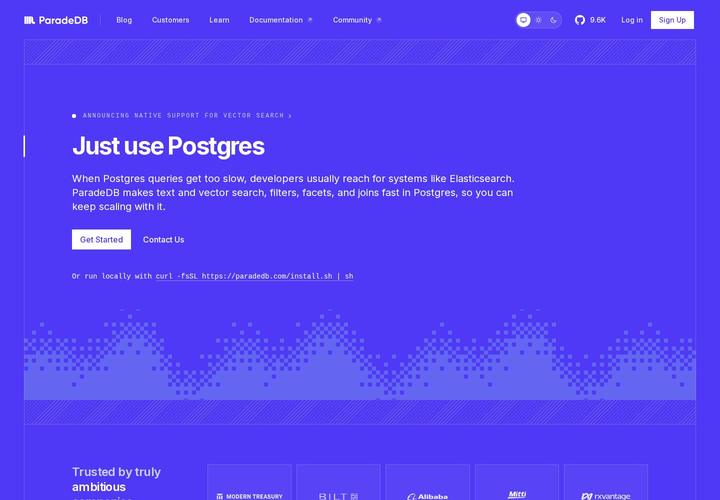 ParadeDB
Blog
Customers
Learn
Documentation
Community
9.6K
Log in
Sign Up
ANNOUNCING NATIVE SUPPORT FOR VECTOR SEARCH
Just use Postgres
When Postgres queries get too slow, developers usually reach for systems like Elasticsearch.
ParadeDB makes text and vector search, filters, facets, and joins fast in Postgres, so you can
keep scaling with it.
Get Started
Contact Us
Or run locally with curl -fsSL https://paradedb.com/install.sh | sh
Trusted by truly
ambitious
MODERN TREASURY
BILT
Alibaba
Mitti
rxvantage